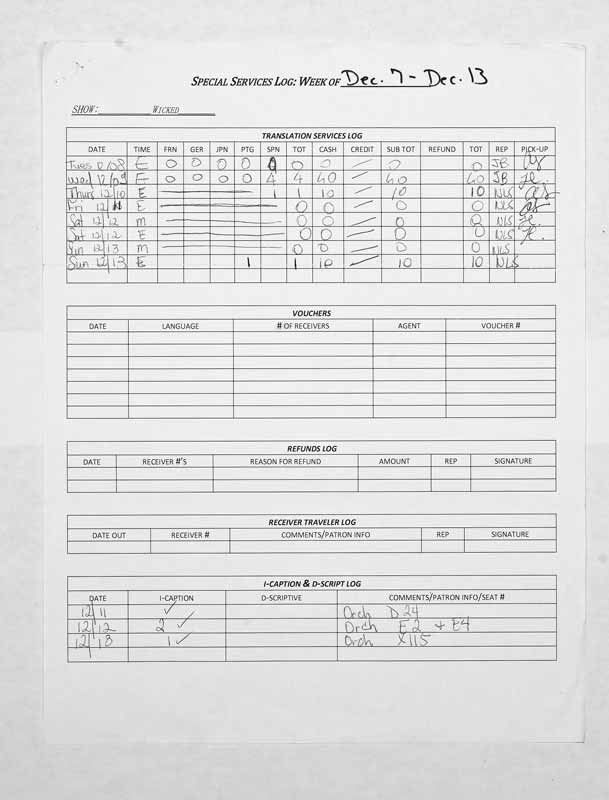 SPECIAL SERVICES LOG: WEEK OF Dec. 7 - Dec. 13
SHOW: WICKED
TRANSLATION SERVICES LOG
DATE TIME FRN GER JPN PTG SPN TOT CASH CREDIT SUB TOT REFUND TOT REP PICK-UP
Tues 12/08 E 0 0 0 0 0 0 0 0 0 JB
Wed 12/09 E 0 0 0 0 4 4 40 40 40 JB
Thurs 12/10 E 1 1 10 10 10 NLS
Fri 12/11 E 0 0 0 0 NLS
Sat 12/12 m 0 0 0 0 NLS
Sat 12/12 E 0 0 0 0 NLS
Sun 12/13 m 0 0 0 0 NLS
Sun 12/13 E 1 1 10 10 10 NLS
VOUCHERS
DATE LANGUAGE # OF RECEIVERS AGENT VOUCHER #
REFUNDS LOG
DATE RECEIVER #'S REASON FOR REFUND AMOUNT REP SIGNATURE
RECEIVER TRAVELER LOG
DATE OUT RECEIVER # COMMENTS/PATRON INFO REP SIGNATURE
I-CAPTION & D-SCRIPT LOG
DATE I-CAPTION D-SCRIPTIVE COMMENTS/PATRON INFO/SEAT #
12/11 ✓ Orch D 24
12/12 2 ✓ Orch E2 + E4
12/13 1 ✓ Orch X115